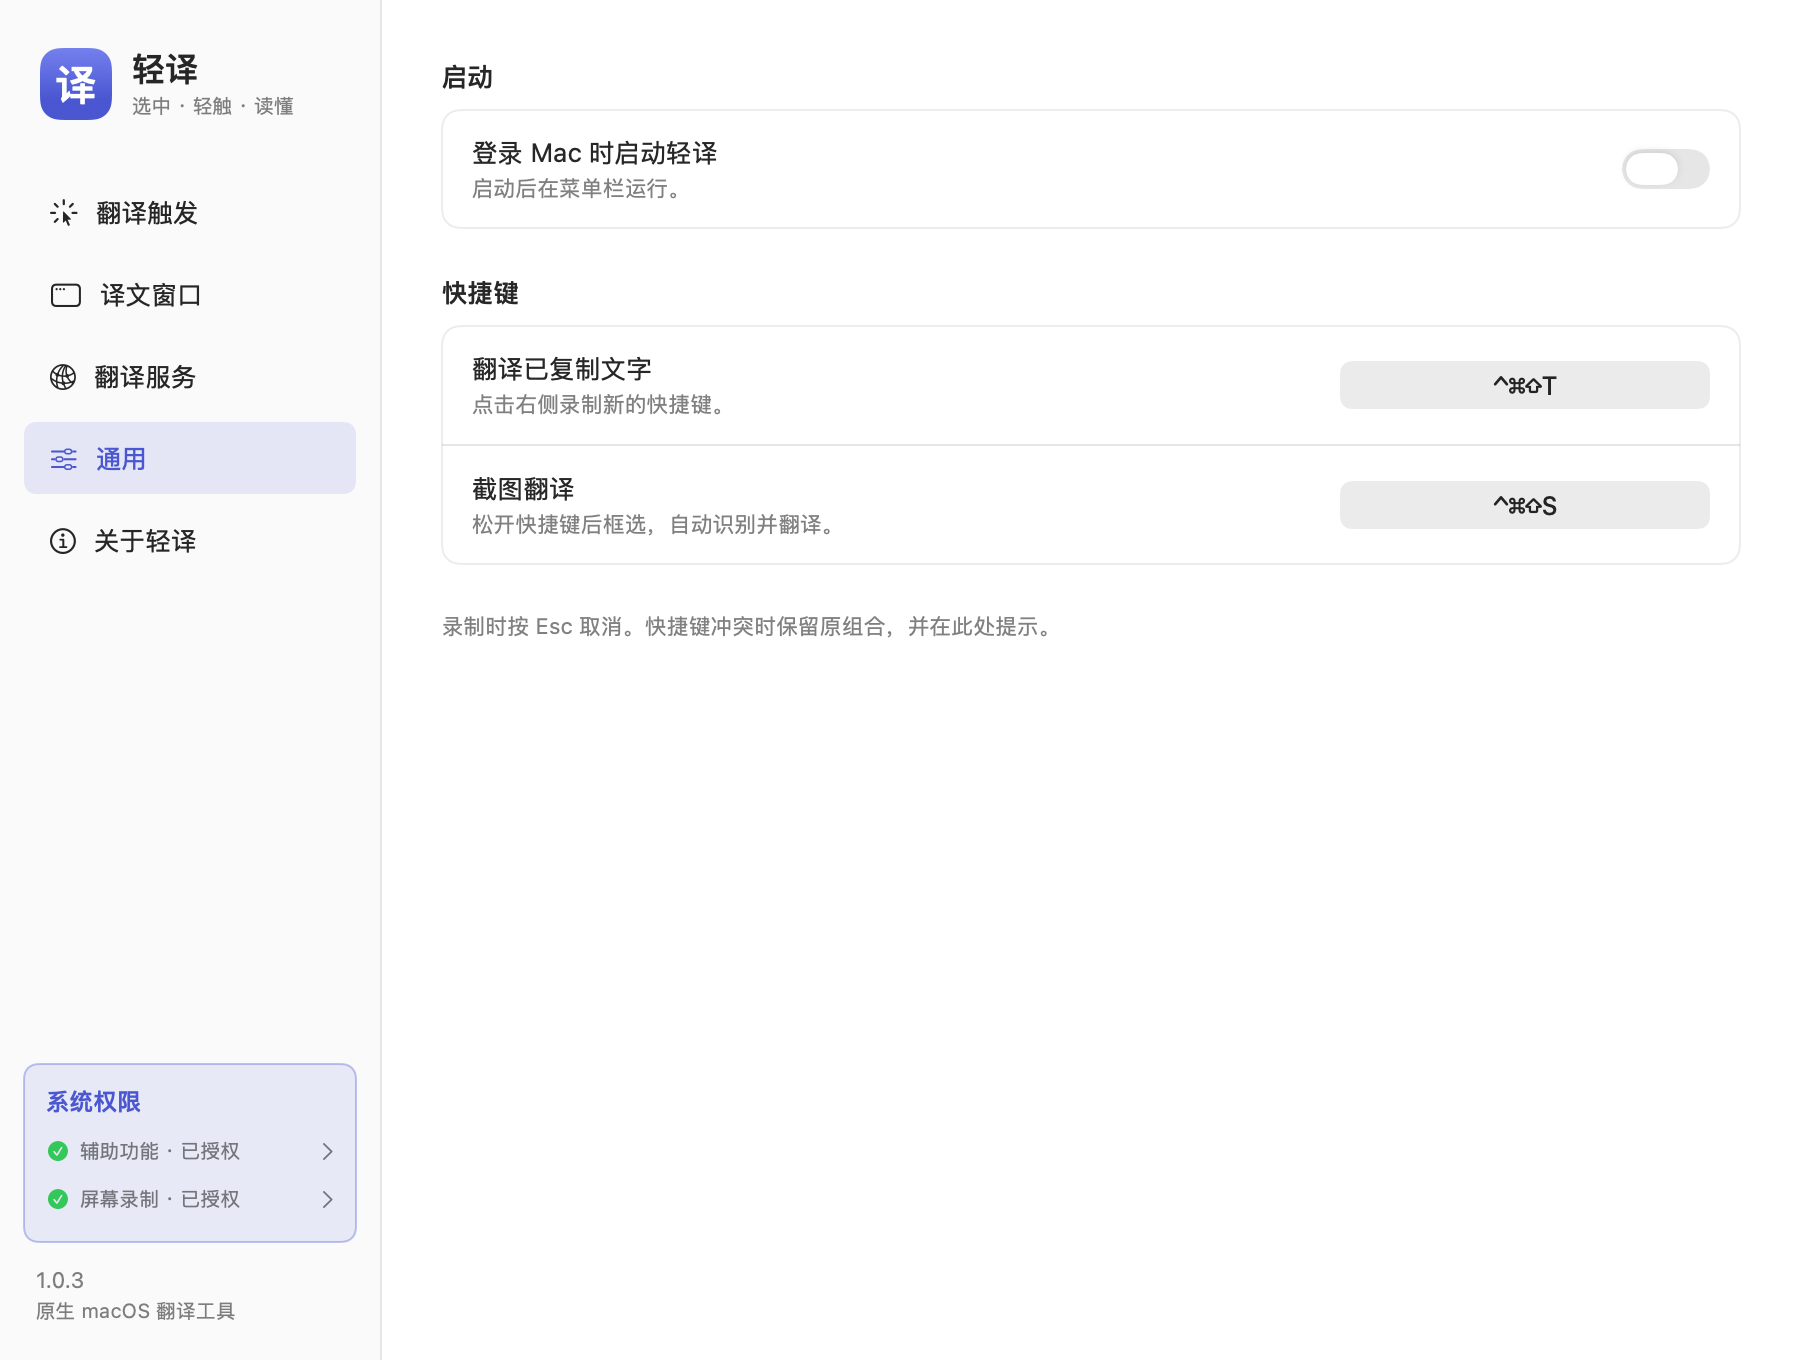 译
轻译
选中 · 轻触 · 读懂
翻译触发
译文窗口
翻译服务
通用
关于轻译
系统权限
辅助功能 · 已授权
屏幕录制 · 已授权
1.0.3
原生 macOS 翻译工具
启动
登录 Mac 时启动轻译
启动后在菜单栏运行。
快捷键
翻译已复制文字
点击右侧录制新的快捷键。
^⌘⇧T
截图翻译
松开快捷键后框选，自动识别并翻译。
^⌘⇧S
录制时按 Esc 取消。快捷键冲突时保留原组合，并在此处提示。